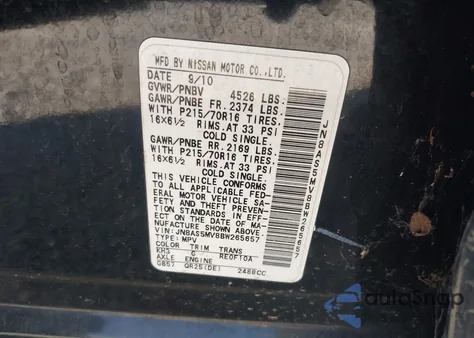 MFD BY NISSAN MOTOR CO.,LTD.
DATE 9/10
GVWR/PNBV 4526 LBS.
GAWR/PNBE FR. 2374 LBS.
WITH P215/70R16 TIRES.
16X6½ RIMS.AT 33 PSI
COLD SINGLE.
GAWR/PNBE RR. 2169 LBS.
WITH P215/70R16 TIRES.
16X6½ RIMS.AT 33 PSI
COLD SINGLE.
THIS VEHICLE CONFORMS
TO ALL APPLICABLE FED-
ERAL MOTOR VEHICLE SA-
FETY AND THEFT PREVEN-
TION STANDARDS IN EFF-
ECT ON THE DATE OF MA-
NUFACTURE SHOWN ABOVE.
VIN:JN8AS5MV8BW265657
TYPE: MPV
COLOR TRIM TRANS
KH3 G RE0F10A
AXLE ENGINE
GB57 QR25(DE) 2488CC
JN8AS5MV8BW265657
autoSnap